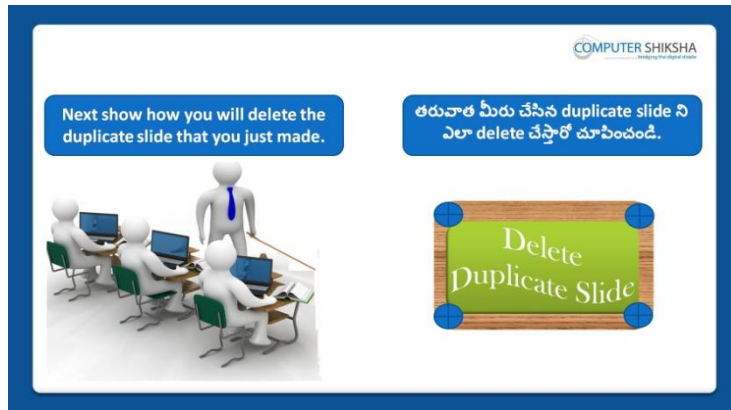 COMPUTER SHIKSHA
bridging the digital divide
Next show how you will delete the
duplicate slide that you just made.
తరువాత మీరు చేసిన duplicate slide ని
ఎలా delete చేస్తారో చూపించండి.
Delete
Duplicate Slide